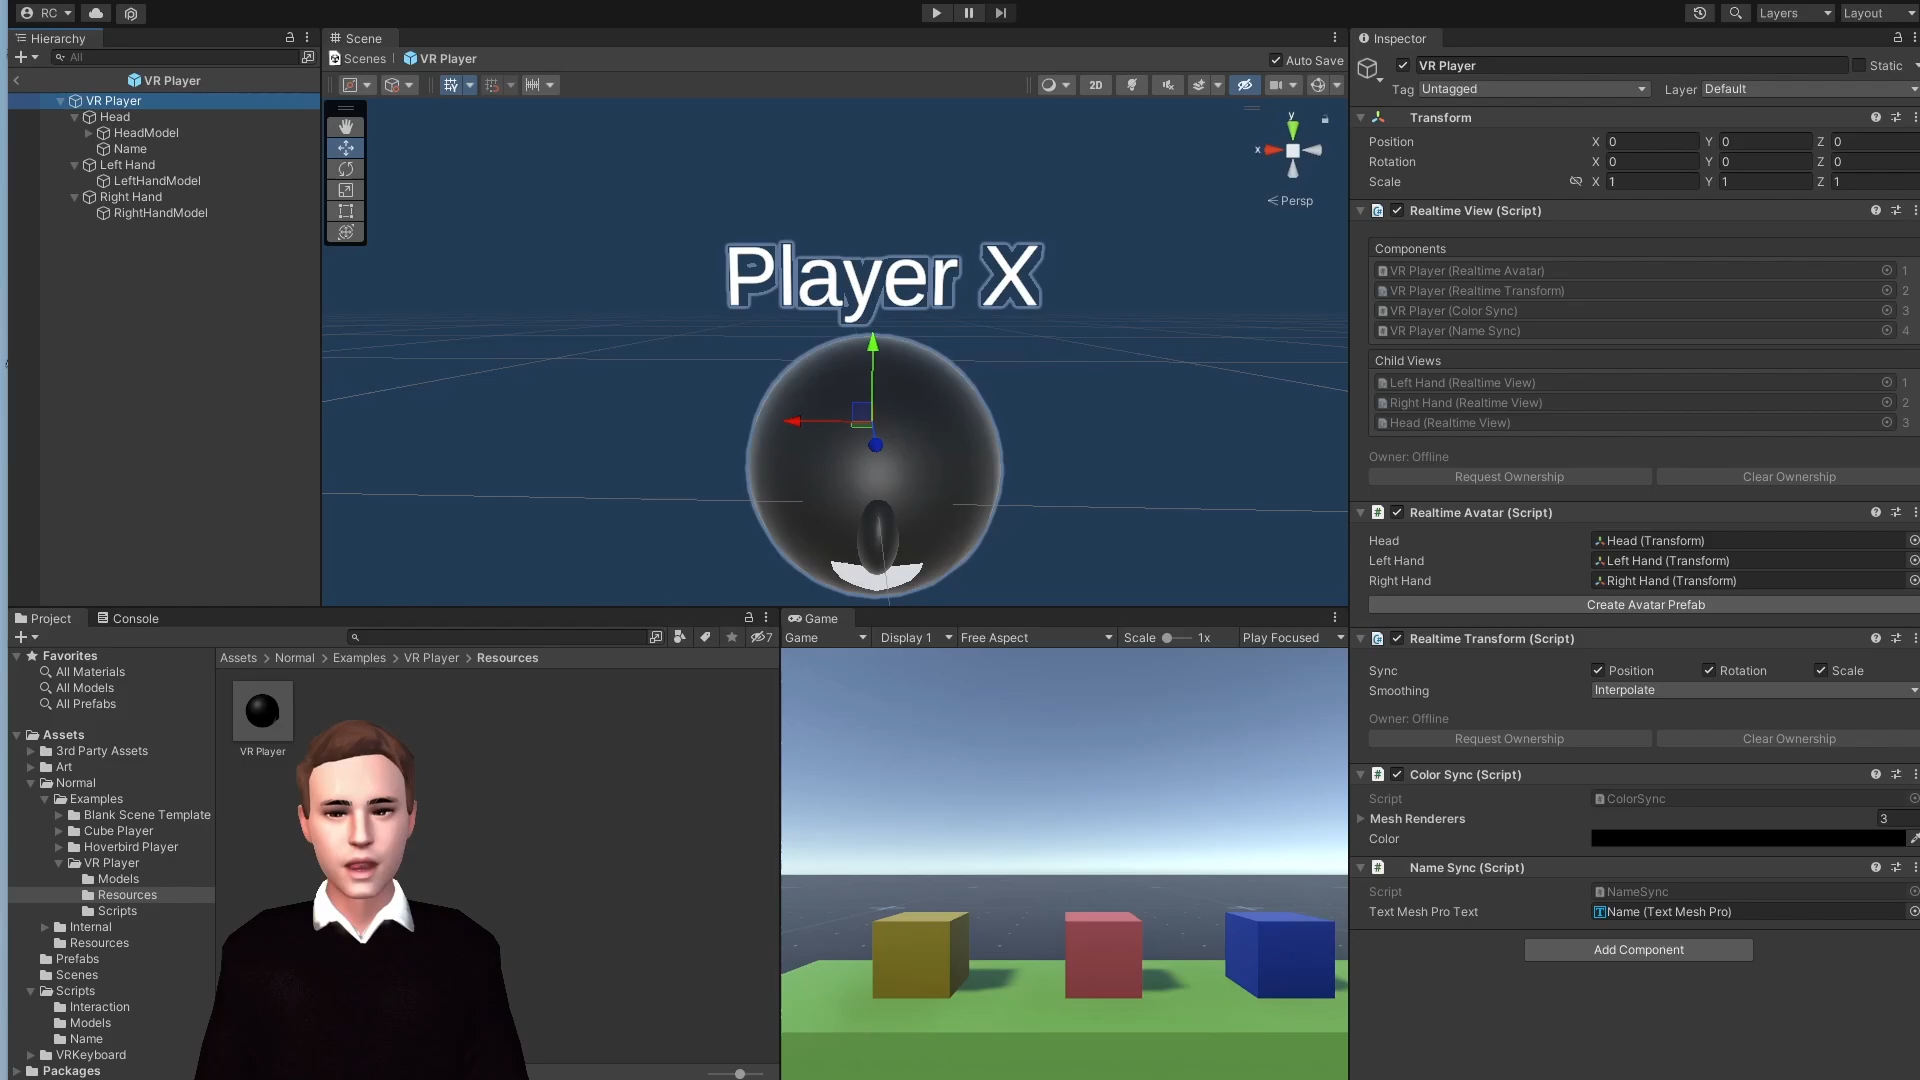 RC
Layers
Layout
Hierarchy
All
VR Player
VR Player
Head
HeadModel
Name
Left Hand
LeftHandModel
Right Hand
RightHandModel
Scene
Scenes
VR Player
Auto Save
2D
y
x
Persp
Player X
Inspector
VR Player
Static
Tag
Untagged
Layer
Default
Transform
Position
X 0
Y 0
Z 0
Rotation
X 0
Y 0
Z 0
Scale
X 1
Y 1
Z 1
Realtime View (Script)
Components
VR Player (Realtime Avatar)
1
VR Player (Realtime Transform)
2
VR Player (Color Sync)
3
VR Player (Name Sync)
4
Child Views
Left Hand (Realtime View)
1
Right Hand (Realtime View)
2
Head (Realtime View)
3
Owner: Offline
Request Ownership
Clear Ownership
Realtime Avatar (Script)
Head
Head (Transform)
Left Hand
Left Hand (Transform)
Right Hand
Right Hand (Transform)
Create Avatar Prefab
Realtime Transform (Script)
Sync
Position
Rotation
Scale
Smoothing
Interpolate
Owner: Offline
Request Ownership
Clear Ownership
Color Sync (Script)
Script
ColorSync
Mesh Renderers
3
Color
Name Sync (Script)
Script
NameSync
Text Mesh Pro Text
Name (Text Mesh Pro)
Add Component
Project
Console
7
Favorites
All Materials
All Models
All Prefabs
Assets
3rd Party Assets
Art
Normal
Examples
Blank Scene Template
Cube Player
Hoverbird Player
VR Player
Models
Resources
Scripts
Internal
Resources
Prefabs
Scenes
Scripts
Interaction
Models
Name
VRKeyboard
Packages
Assets > Normal > Examples > VR Player > Resources
VR Player
Game
Game
Display 1
Free Aspect
Scale
1x
Play Focused